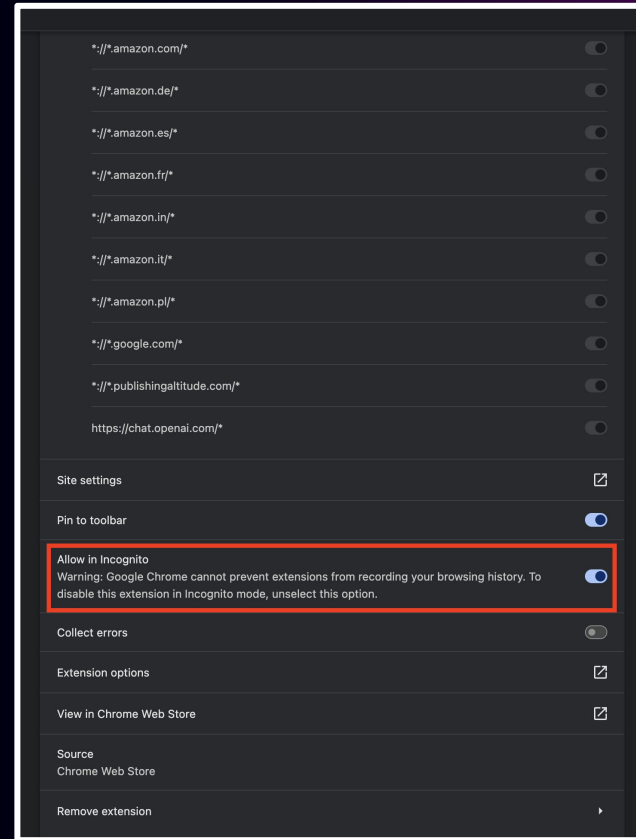 *://*.amazon.com/*
*://*.amazon.de/*
*://*.amazon.es/*
*://*.amazon.fr/*
*://*.amazon.in/*
*://*.amazon.it/*
*://*.amazon.pl/*
*://*.google.com/*
*://*.publishingaltitude.com/*
https://chat.openai.com/*
Site settings
Pin to toolbar
Allow in Incognito
Warning: Google Chrome cannot prevent extensions from recording your browsing history. To
disable this extension in Incognito mode, unselect this option.
Collect errors
Extension options
View in Chrome Web Store
Source
Chrome Web Store
Remove extension